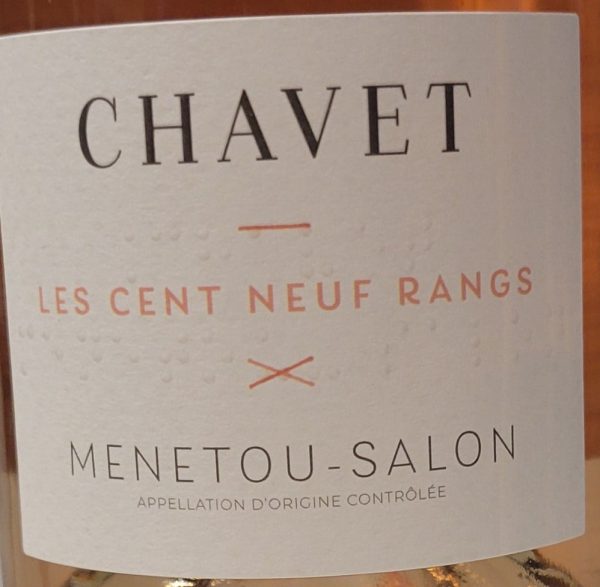 CHAVET
LES CENT NEUF RANGS
MENETOU-SALON
APPELLATION D'ORIGINE CONTRÔLÉE